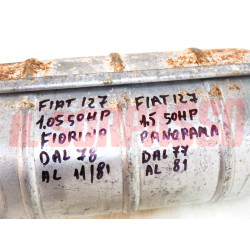 FIAT 127
1.05 50HP
FIORINO
DAL 78
AL 11/81
FIAT 127
1.5 50HP
PANORAMA
DAL 77
AL 81